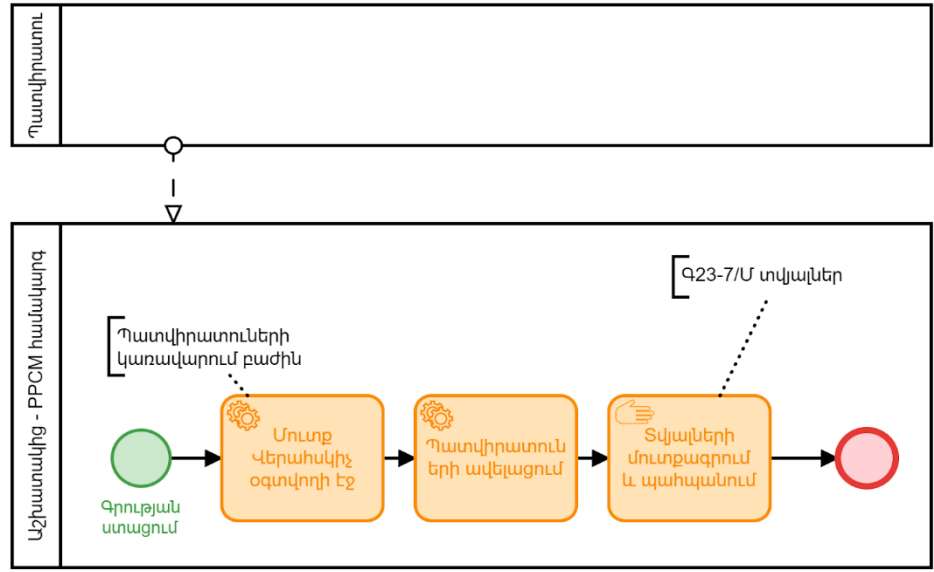 Պատվիրատու
Աշխատակից - PPCM համակարգ
Գ23-7/Մ տվյալներ
Պատվիրատուների
կառավարում բաժին
Մուտք
Վերահսկիչ
օգտվողի էջ
Պատվիրատուն
երի ավելացում
Տվյալների
մուտքագրում
և պահպանում
Գրության
ստացում